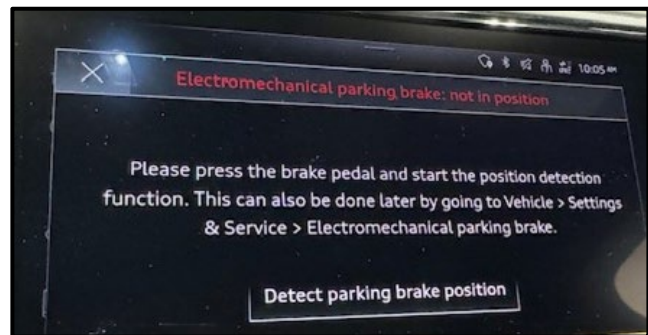 10:05 AM
Electromechanical parking brake: not in position
Please press the brake pedal and start the position detection
function. This can also be done later by going to Vehicle > Settings
& Service > Electromechanical parking brake.
Detect parking brake position